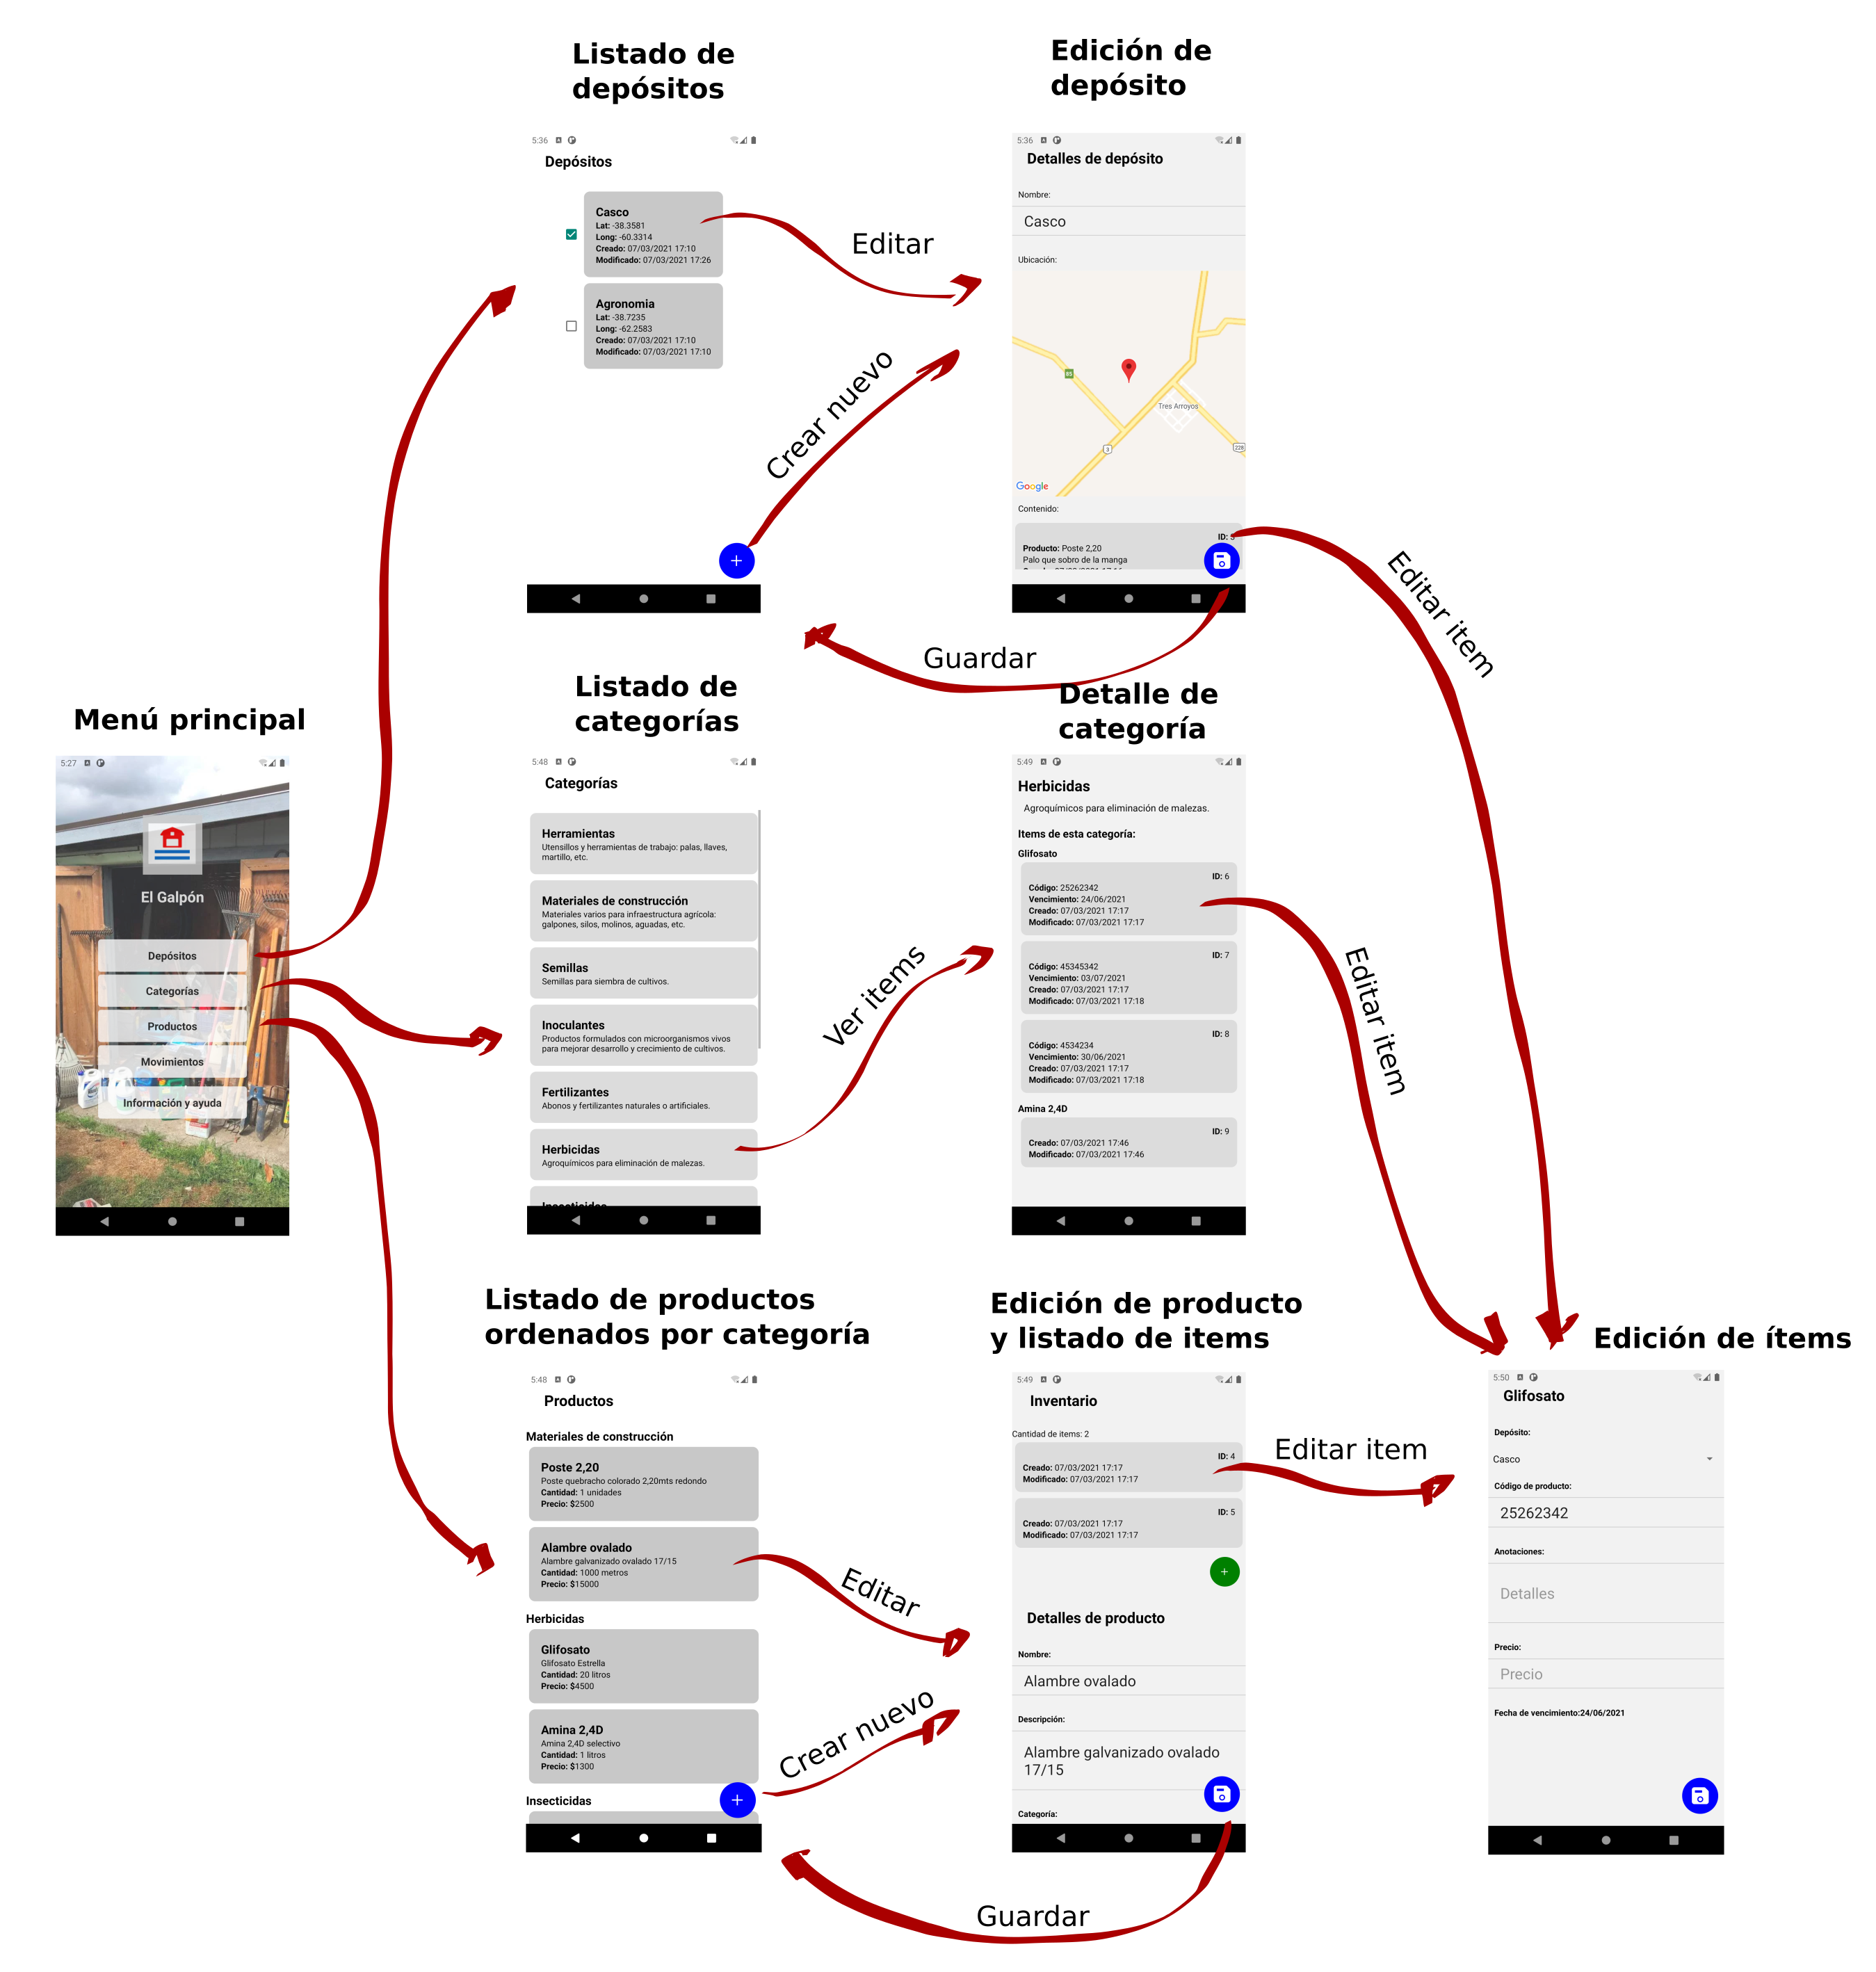 Listado de
depósitos
5:36
Depósitos
Casco
Lat: -38.3581
Long: -60.3314
Creado: 07/03/2021 17:10
Modificado: 07/03/2021 17:26
Agronomia
Lat: -38.7235
Long: -62.2583
Creado: 07/03/2021 17:10
Modificado: 07/03/2021 17:10
Editar
Crear nuevo
Edición de
depósito
5:36
Detalles de depósito
Nombre:
Casco
Ubicación:
85
Tres Arroyos
3
228
Google
Contenido:
ID: 3
Producto: Poste 2,20
Palo que sobro de la manga
Guardar
Editar item
Menú principal
5:27
El Galpón
Depósitos
Categorías
Productos
Movimientos
Información y ayuda
Listado de
categorías
5:48
Categorías
Herramientas
Utensillos y herramientas de trabajo: palas, llaves,
martillo, etc.
Materiales de construcción
Materiales varios para infraestructura agrícola:
galpones, silos, molinos, aguadas, etc.
Semillas
Semillas para siembra de cultivos.
Inoculantes
Productos formulados con microorganismos vivos
para mejorar desarrollo y crecimiento de cultivos.
Fertilizantes
Abonos y fertilizantes naturales o artificiales.
Herbicidas
Agroquímicos para eliminación de malezas.
Insecticidas
Ver items
Detalle de
categoría
5:49
Herbicidas
Agroquímicos para eliminación de malezas.
Items de esta categoría:
Glifosato
ID: 6
Código: 25262342
Vencimiento: 24/06/2021
Creado: 07/03/2021 17:17
Modificado: 07/03/2021 17:17
ID: 7
Código: 45345342
Vencimiento: 03/07/2021
Creado: 07/03/2021 17:17
Modificado: 07/03/2021 17:18
ID: 8
Código: 4534234
Vencimiento: 30/06/2021
Creado: 07/03/2021 17:17
Modificado: 07/03/2021 17:18
Amina 2,4D
ID: 9
Creado: 07/03/2021 17:46
Modificado: 07/03/2021 17:46
Editar item
Listado de productos
ordenados por categoría
5:48
Productos
Materiales de construcción
Poste 2,20
Poste quebracho colorado 2,20mts redondo
Cantidad: 1 unidades
Precio: $2500
Alambre ovalado
Alambre galvanizado ovalado 17/15
Cantidad: 1000 metros
Precio: $15000
Herbicidas
Glifosato
Glifosato Estrella
Cantidad: 20 litros
Precio: $4500
Amina 2,4D
Amina 2,4D selectivo
Cantidad: 1 litros
Precio: $1300
Insecticidas
Editar
Crear nuevo
Edición de producto
y listado de items
5:49
Inventario
Cantidad de items: 2
ID: 4
Creado: 07/03/2021 17:17
Modificado: 07/03/2021 17:17
ID: 5
Creado: 07/03/2021 17:17
Modificado: 07/03/2021 17:17
Detalles de producto
Nombre:
Alambre ovalado
Descripción:
Alambre galvanizado ovalado
17/15
Categoría:
Guardar
Editar item
Edición de ítems
5:50
Glifosato
Depósito:
Casco
Código de producto:
25262342
Anotaciones:
Detalles
Precio:
Precio
Fecha de vencimiento:24/06/2021